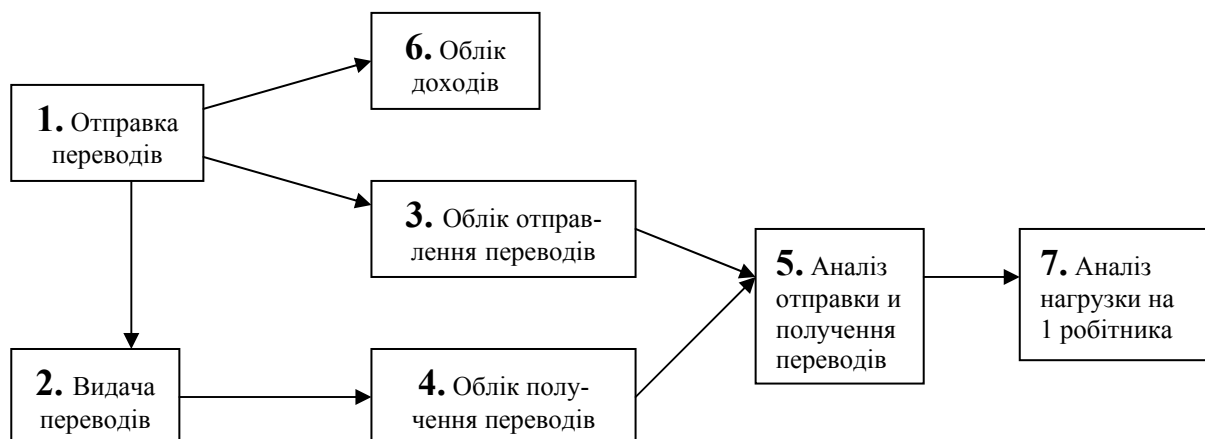 6. Облік
доходів
1. Отправка
переводів
3. Облік отправ-
лення переводів
5. Аналіз
отправки и
получення
переводів
7. Аналіз
нагрузки на
1 робітника
2. Видача
переводів
4. Облік полу-
чення переводів